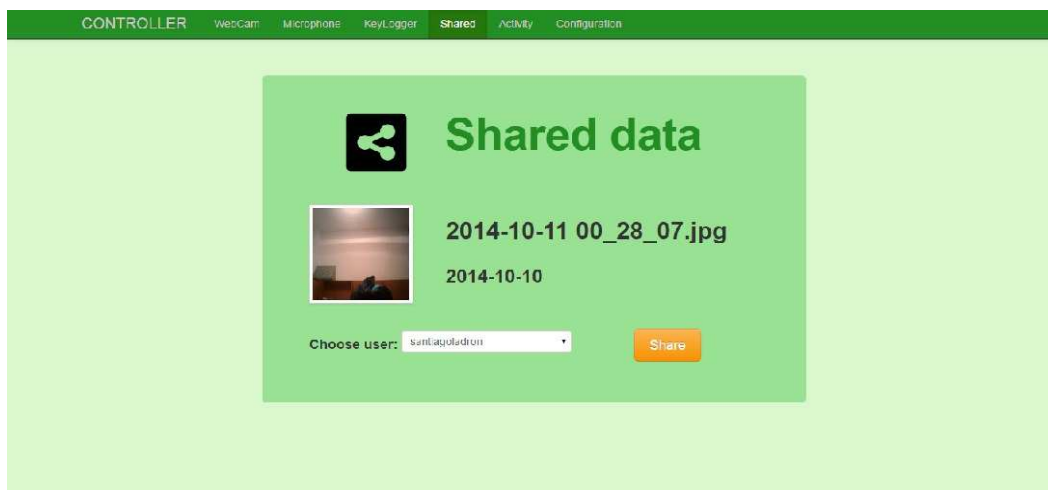 CONTROLLER WebCam Microphone KeyLogger Shared Activity Configuration
Shared data
2014-10-11 00_28_07.jpg
2014-10-10
Choose user: santiagoladron Share